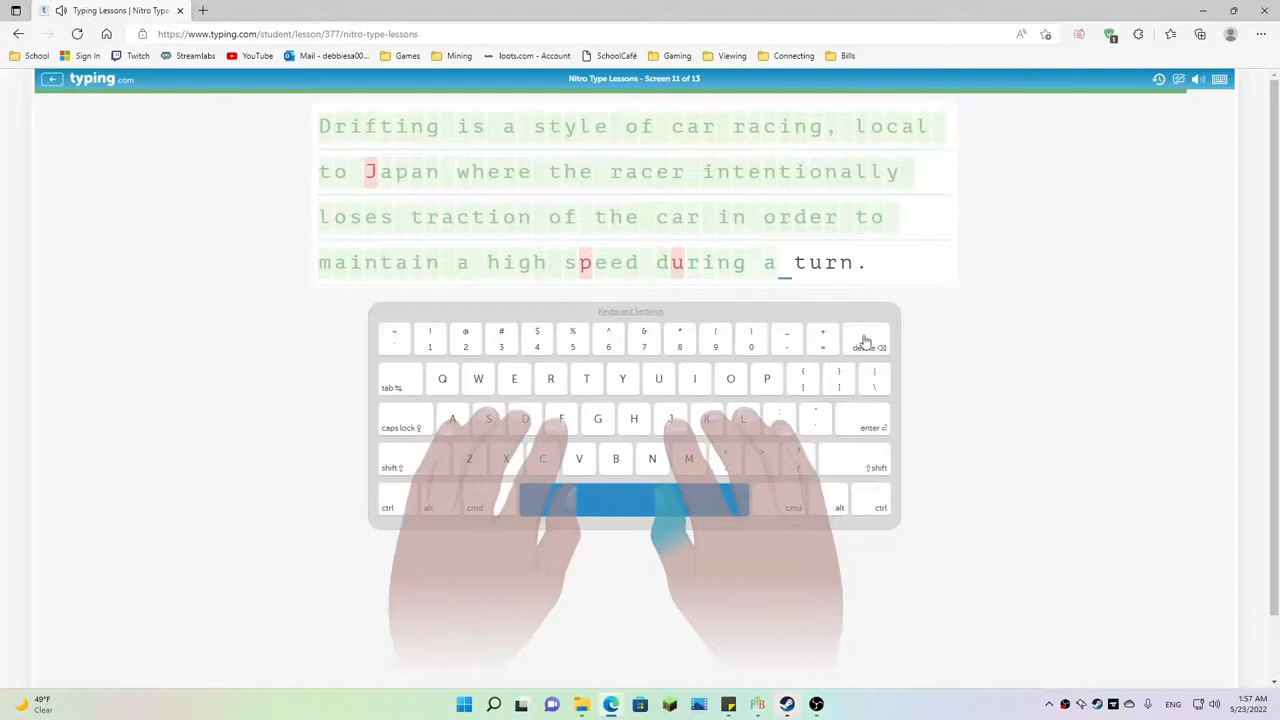 Typing Lessons | Nitro Type
https://www.typing.com/student/lesson/377/nitro-type-lessons
School Sign In Twitch Streamlabs YouTube Mail - debbiesa00... Games Mining loots.com - Account SchoolCafé Gaming Viewing Connecting Bills
typing.com Nitro Type Lessons - Screen 11 of 13
Drifting is a style of car racing, local
to Japan where the racer intentionally
loses traction of the car in order to
maintain a high speed during a turn.
Keyboard Settings
~ ! @ # $ % ^ & * ( ) _ +
` 1 2 3 4 5 6 7 8 9 0 - =
tab Q W E R T Y U I O P { } |
[ ] \
caps lock A S D F G H J K L : " enter
shift Z X C V B N M shift
ctrl alt cmd cmd alt ctrl
49°F
Clear
ENG
1:57 AM
5/23/2022